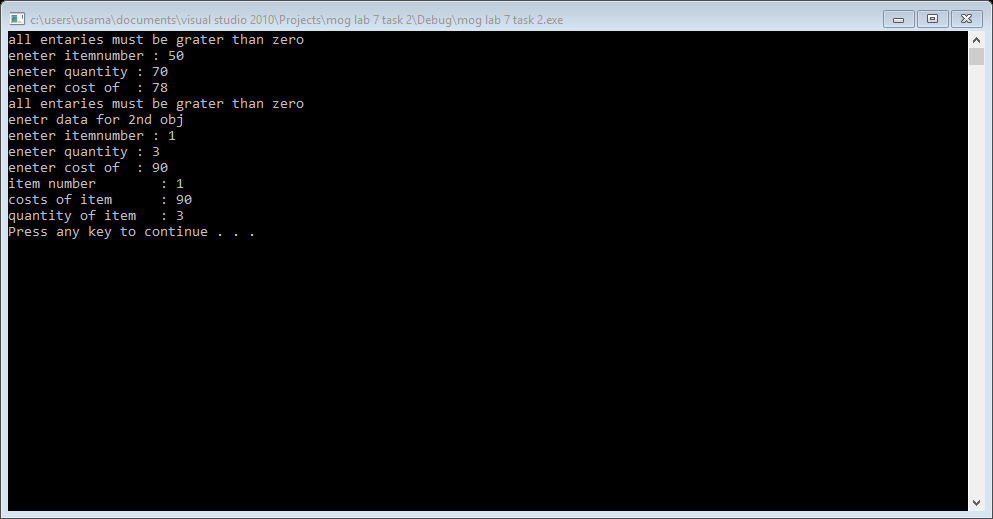 c:\users\usama\documents\visual studio 2010\Projects\mog lab 7 task 2\Debug\mog lab 7 task 2.exe
all entaries must be grater than zero
eneter itemnumber : 50
eneter quantity : 70
eneter cost of  : 78
all entaries must be grater than zero
enetr data for 2nd obj
eneter itemnumber : 1
eneter quantity : 3
eneter cost of  : 90
item number        : 1
costs of item      : 90
quantity of item   : 3
Press any key to continue . . .